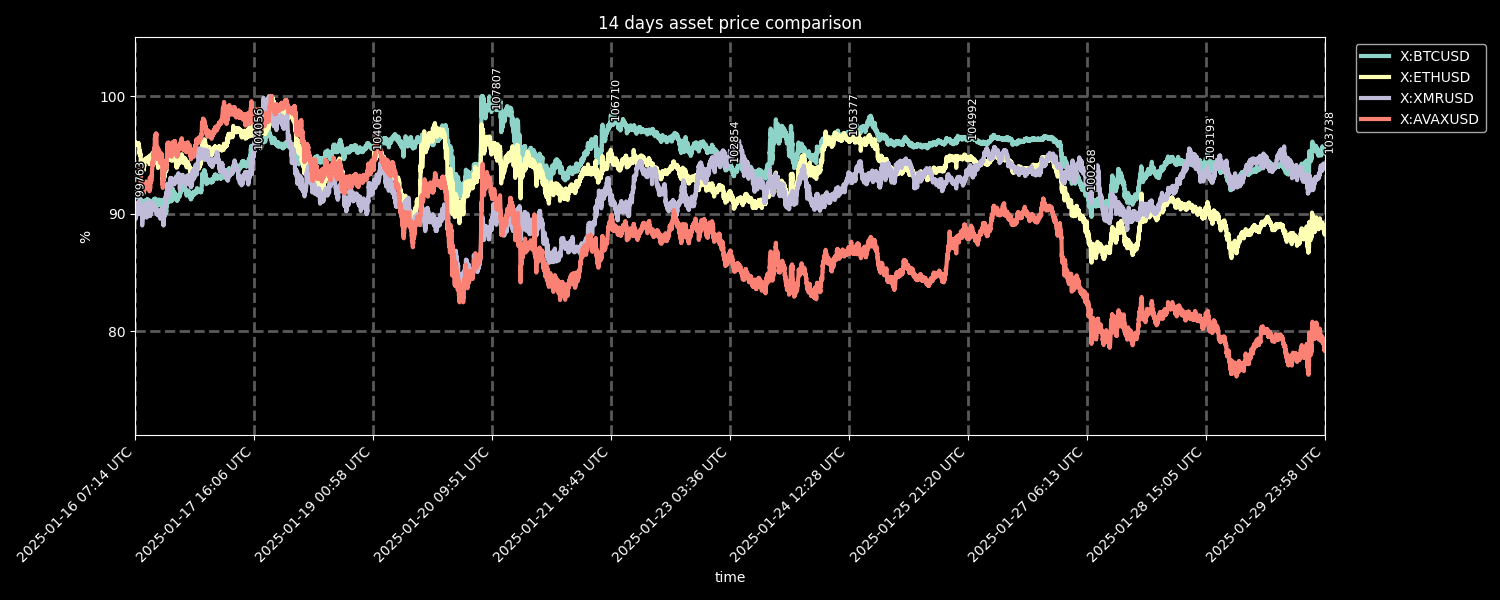 14 days asset price comparison
X:BTCUSD
X:ETHUSD
X:XMRUSD
X:AVAXUSD
%
100
90
80
104056
104063
107807
106710
102854
105377
104992
100268
103193
103738
2025-01-16 07:14 UTC
2025-01-17 16:06 UTC
2025-01-19 00:58 UTC
2025-01-20 09:51 UTC
2025-01-21 18:43 UTC
2025-01-23 03:36 UTC
2025-01-24 12:28 UTC
2025-01-25 21:20 UTC
2025-01-27 06:13 UTC
2025-01-28 15:05 UTC
2025-01-29 23:58 UTC
time